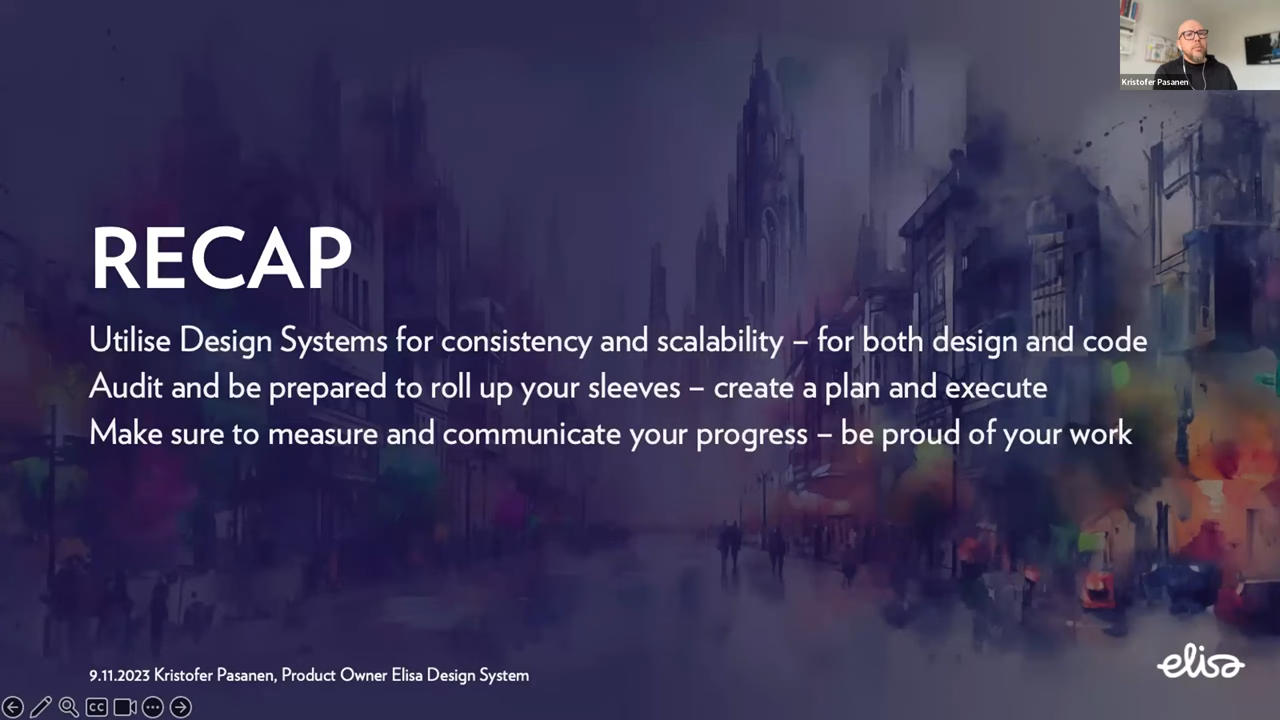 Kristofer Pasanen
RECAP
Utilise Design Systems for consistency and scalability – for both design and code
Audit and be prepared to roll up your sleeves – create a plan and execute
Make sure to measure and communicate your progress – be proud of your work
9.11.2023 Kristofer Pasanen, Product Owner Elisa Design System
elisa
CC